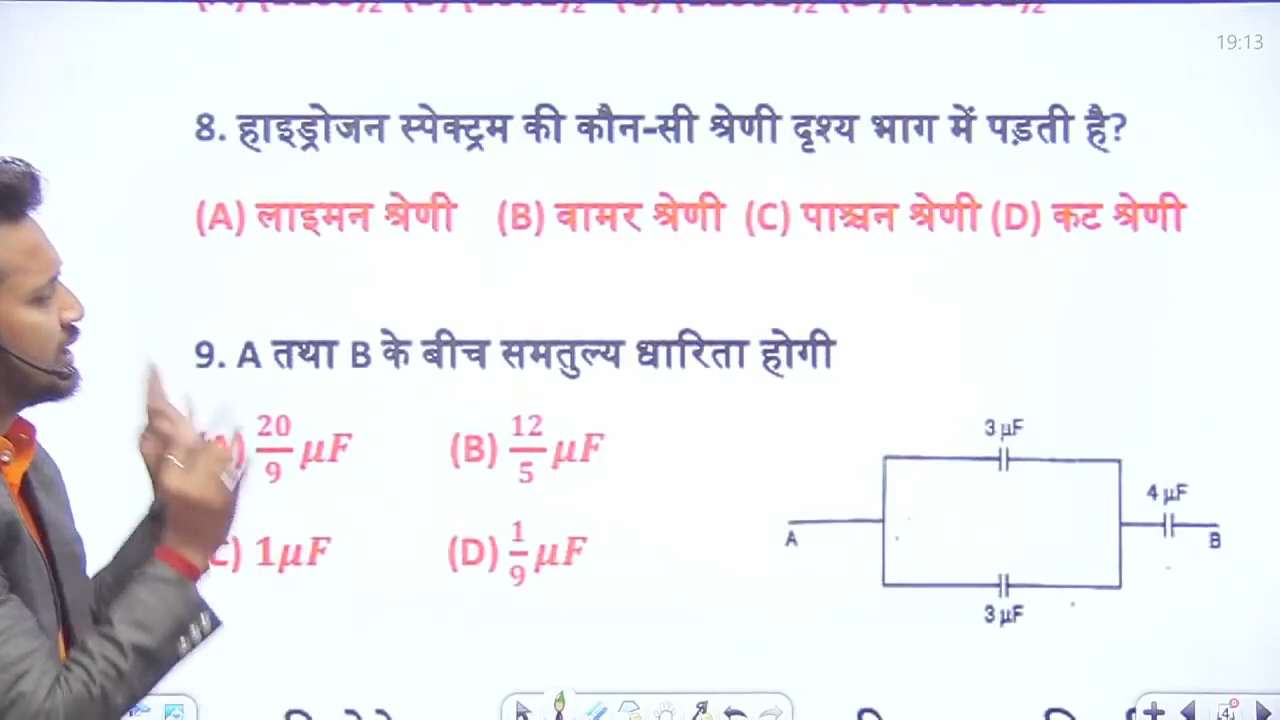 19:13
8. हाइड्रोजन स्पेक्ट्रम की कौन-सी श्रेणी दृश्य भाग में पड़ती है?
(A) लाइमन श्रेणी (B) वामर श्रेणी (C) पाश्चन श्रेणी (D) कट श्रेणी
9. A तथा B के बीच समतुल्य धारिता होगी
(A) 20/9 μF (B) 12/5 μF
C) 1μF (D) 1/9 μF
3 μF
4 μF
A
B
3 μF